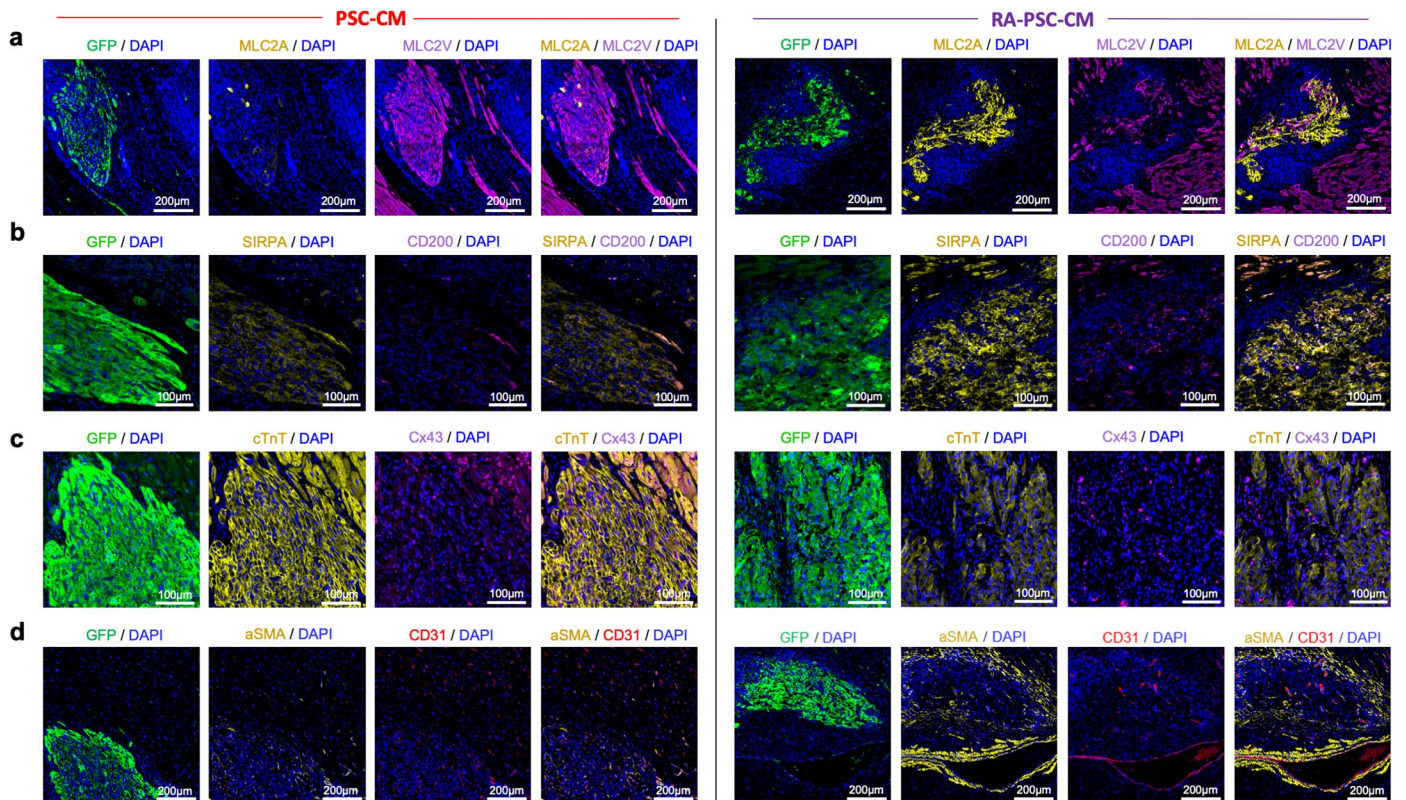 PSC-CM RA-PSC-CM
a
GFP / DAPI MLC2A / DAPI MLC2V / DAPI MLC2A / MLC2V / DAPI GFP / DAPI MLC2A / DAPI MLC2V / DAPI MLC2A / MLC2V / DAPI
200µm 200µm 200µm 200µm 200µm 200µm 200µm 200µm
b
GFP / DAPI SIRPA / DAPI CD200 / DAPI SIRPA / CD200 / DAPI GFP / DAPI SIRPA / DAPI CD200 / DAPI SIRPA / CD200 / DAPI
100µm 100µm 100µm 100µm 100µm 100µm 100µm 100µm
c
GFP / DAPI cTnT / DAPI Cx43 / DAPI cTnT / Cx43 / DAPI GFP / DAPI cTnT / DAPI Cx43 / DAPI cTnT / Cx43 / DAPI
100µm 100µm 100µm 100µm 100µm 100µm 100µm 100µm
d
GFP / DAPI aSMA / DAPI CD31 / DAPI aSMA / CD31 / DAPI GFP / DAPI aSMA / DAPI CD31 / DAPI aSMA / CD31 / DAPI
200µm 200µm 200µm 200µm 200µm 200µm 200µm 200µm